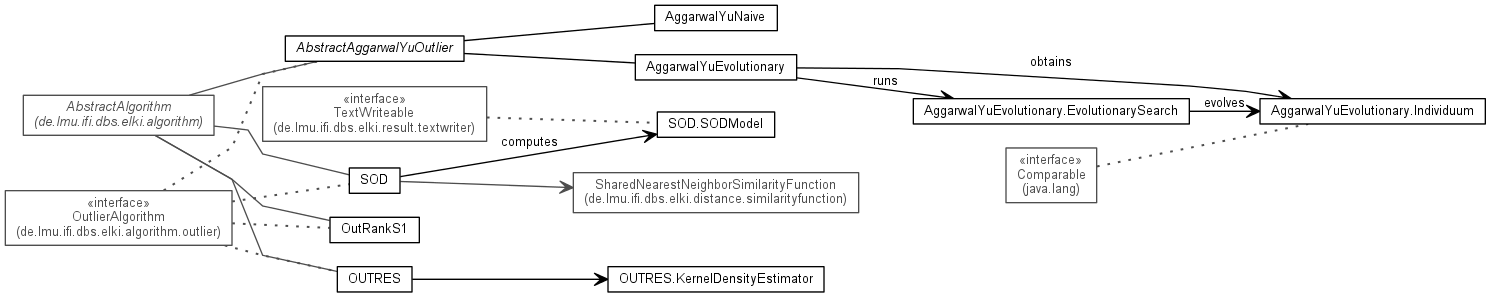 AggarwalYuNaive
AbstractAggarwalYuOutlier
AggarwalYuEvolutionary
obtains
runs
AbstractAlgorithm
(de.lmu.ifi.dbs.elki.algorithm)
«interface»
TextWriteable
(de.lmu.ifi.dbs.elki.result.textwriter)
AggarwalYuEvolutionary.EvolutionarySearch
evolves
AggarwalYuEvolutionary.Individuum
SOD.SODModel
computes
«interface»
Comparable
(java.lang)
SOD
SharedNearestNeighborSimilarityFunction
(de.lmu.ifi.dbs.elki.distance.similarityfunction)
«interface»
OutlierAlgorithm
(de.lmu.ifi.dbs.elki.algorithm.outlier)
OutRankS1
OUTRES
OUTRES.KernelDensityEstimator